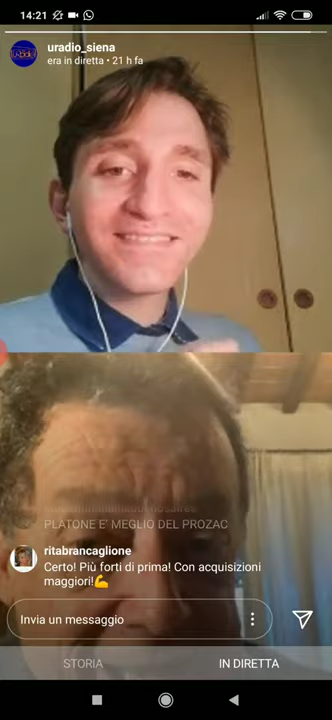 14:21
uradio_siena
era in diretta • 21 h fa
PLATONE E' MEGLIO DEL PROZAC
ritabrancaglione
Certo! Più forti di prima! Con acquisizioni
maggiori!💪
Invia un messaggio
STORIA
IN DIRETTA